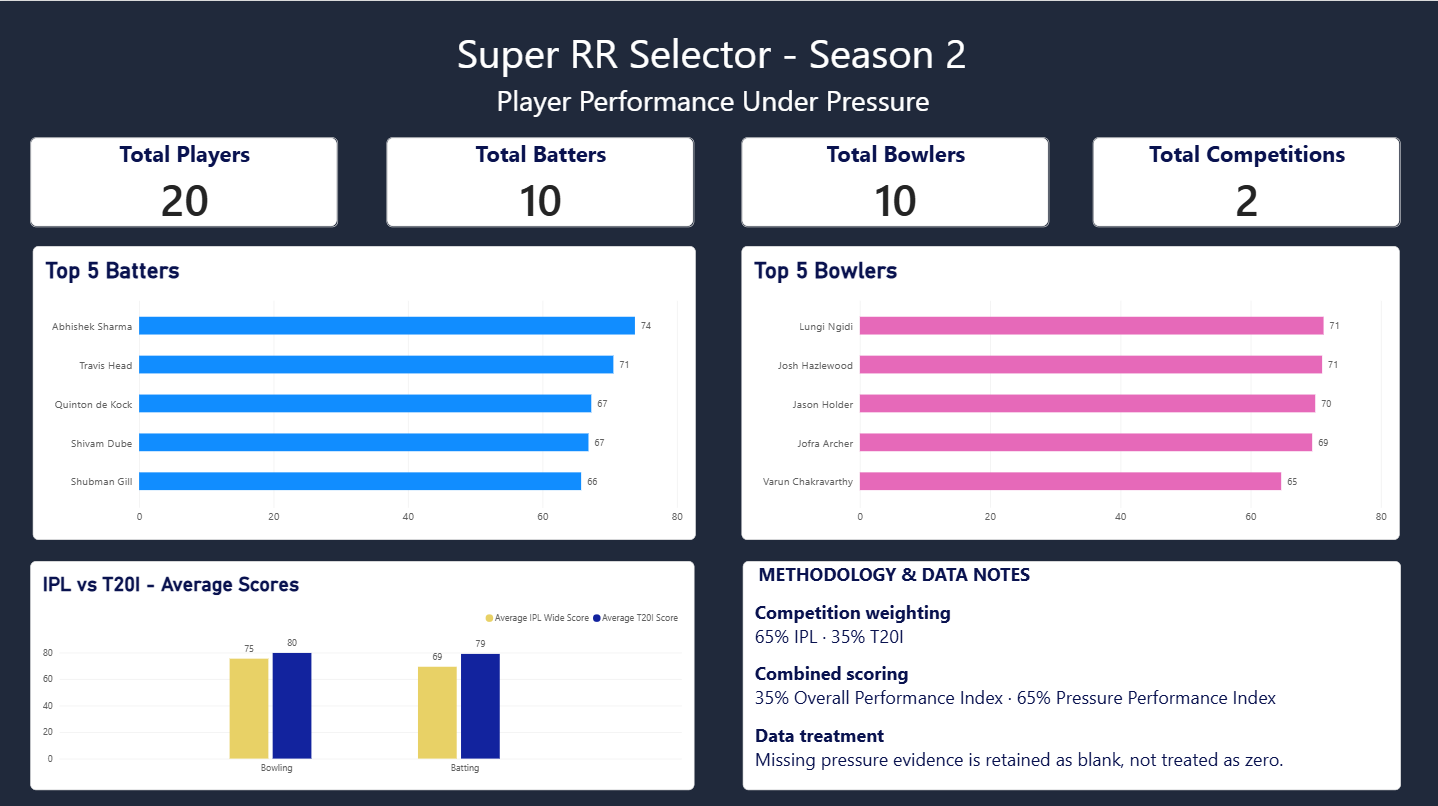 Super RR Selector - Season 2
Player Performance Under Pressure
Total Players
20
Total Batters
10
Total Bowlers
10
Total Competitions
2
Top 5 Batters
Abhishek Sharma 74
Travis Head 71
Quinton de Kock 67
Shivam Dube 67
Shubman Gill 66
0 20 40 60 80
Top 5 Bowlers
Lungi Ngidi 71
Josh Hazlewood 71
Jason Holder 70
Jofra Archer 69
Varun Chakravarthy 65
0 20 40 60 80
IPL vs T20I - Average Scores
Average IPL Wide Score Average T20I Score
75 80 69 79
80
60
40
20
0
Bowling Batting
METHODOLOGY & DATA NOTES
Competition weighting
65% IPL · 35% T20I
Combined scoring
35% Overall Performance Index · 65% Pressure Performance Index
Data treatment
Missing pressure evidence is retained as blank, not treated as zero.